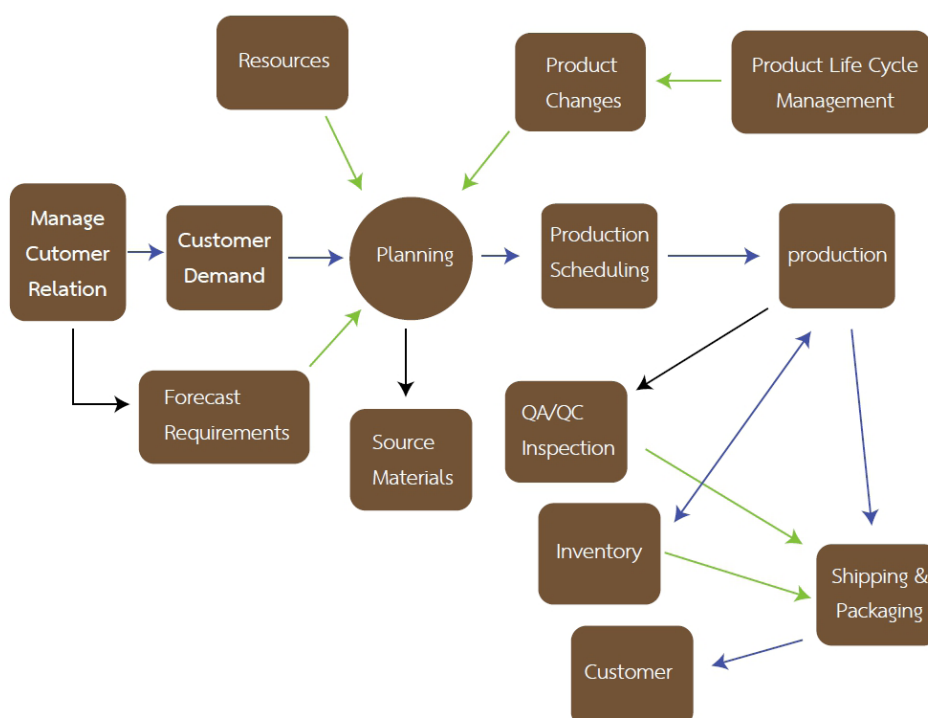 Resources
Product
Changes
Product Life Cycle
Management
Manage
Cutomer
Relation
Customer
Demand
Planning
Production
Scheduling
production
Forecast
Requirements
Source
Materials
QA/QC
Inspection
Inventory
Shipping &
Packaging
Customer